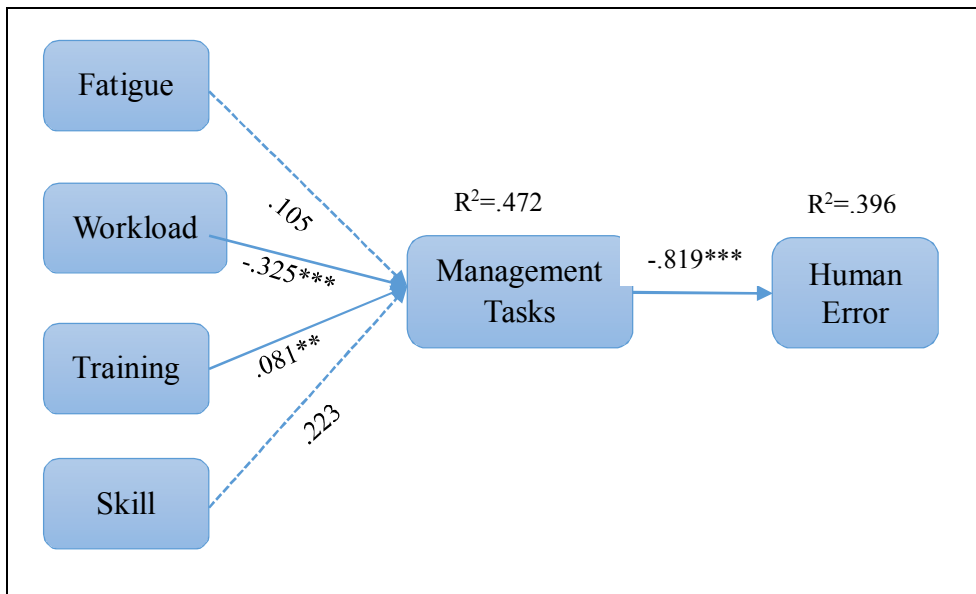 Fatigue
.105
Workload
-.325***
Training
.081**
Skill
.223
R²=.472
Management
Tasks
-.819***
R²=.396
Human
Error